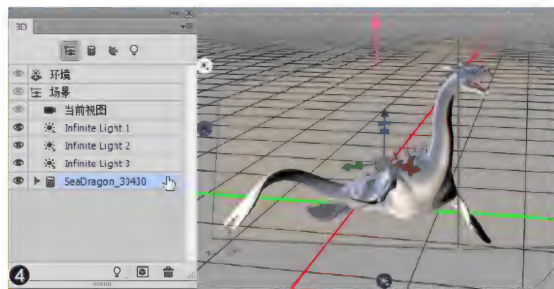 3D
环境
场景
当前视图
Infinite Light 1
Infinite Light 2
Infinite Light 3
SeaDragon_33430
4